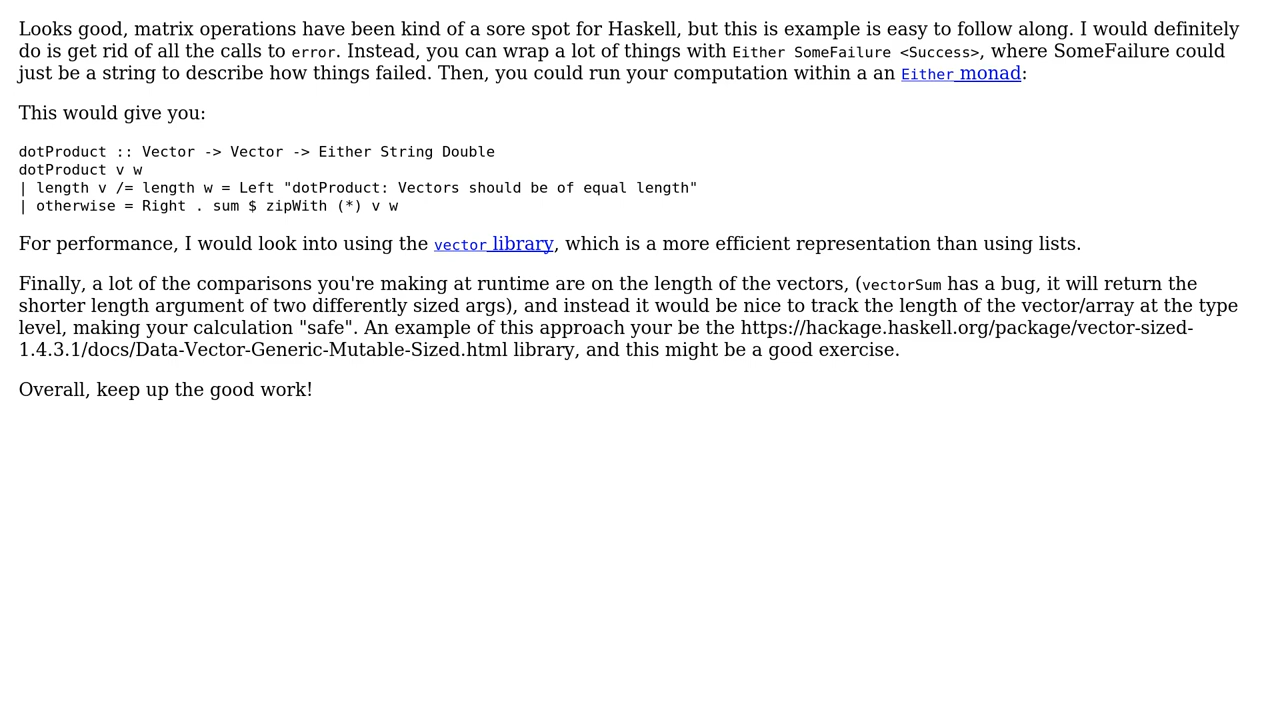 Looks good, matrix operations have been kind of a sore spot for Haskell, but this is example is easy to follow along. I would definitely
do is get rid of all the calls to error. Instead, you can wrap a lot of things with Either SomeFailure <Success>, where SomeFailure could
just be a string to describe how things failed. Then, you could run your computation within a an Either monad:
This would give you:
dotProduct :: Vector -> Vector -> Either String Double
dotProduct v w
| length v /= length w = Left "dotProduct: Vectors should be of equal length"
| otherwise = Right . sum $ zipWith (*) v w
For performance, I would look into using the vector library, which is a more efficient representation than using lists.
Finally, a lot of the comparisons you're making at runtime are on the length of the vectors, (vectorSum has a bug, it will return the
shorter length argument of two differently sized args), and instead it would be nice to track the length of the vector/array at the type
level, making your calculation "safe". An example of this approach your be the https://hackage.haskell.org/package/vector-sized-
1.4.3.1/docs/Data-Vector-Generic-Mutable-Sized.html library, and this might be a good exercise.
Overall, keep up the good work!